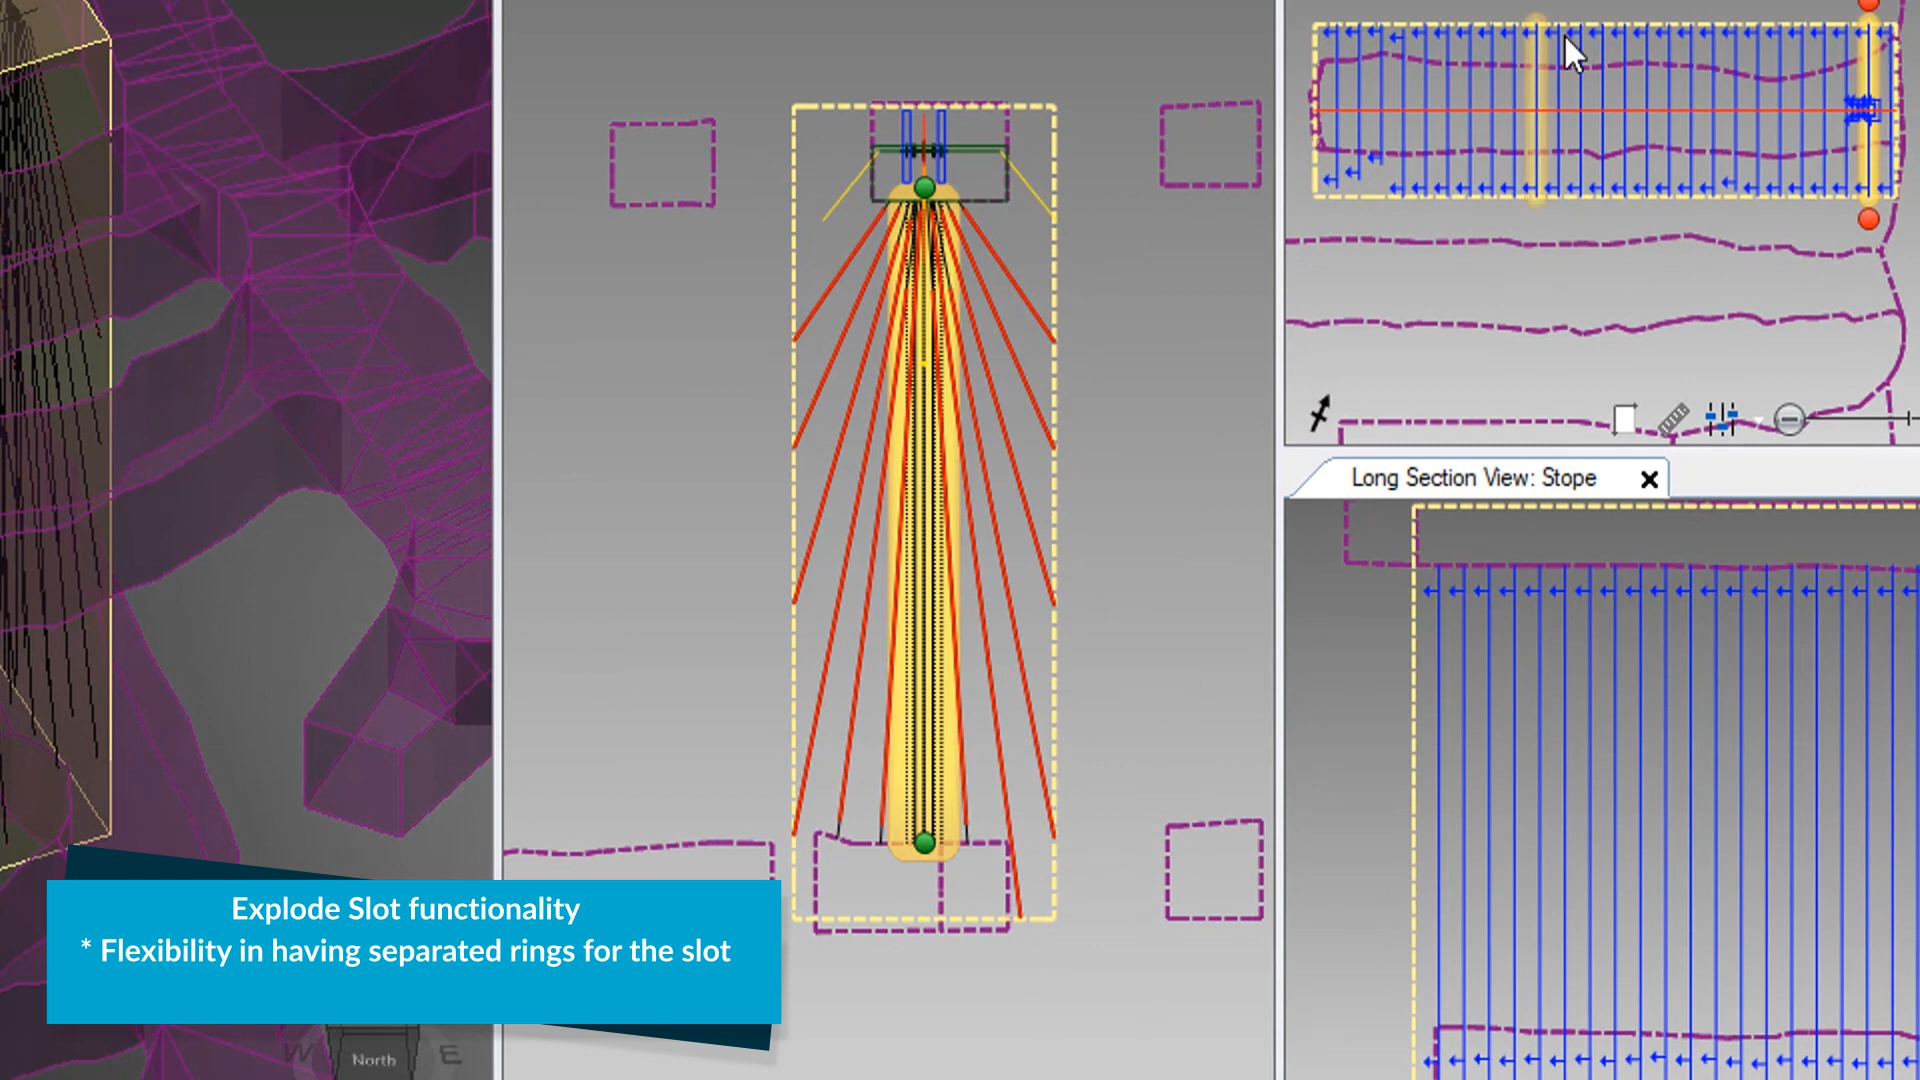 Long Section View: Stope
Explode Slot functionality
* Flexibility in having separated rings for the slot
W North E